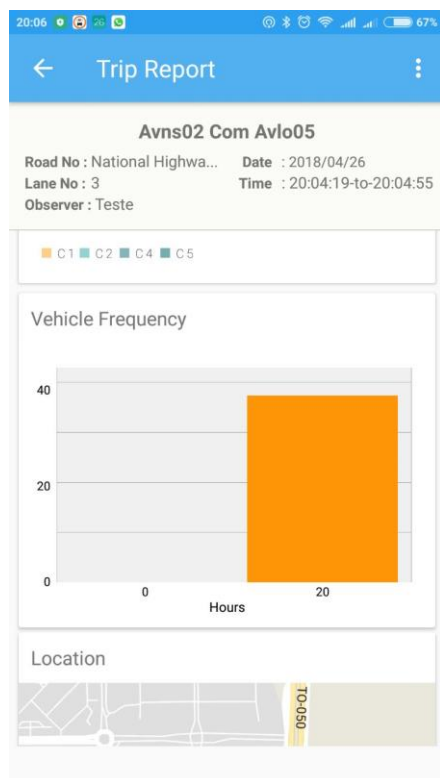 20:06 26 67%
Trip Report
Avns02 Com Avlo05
Road No : National Highwa... Date : 2018/04/26
Lane No : 3 Time : 20:04:19-to-20:04:55
Observer : Teste
C1 C2 C4 C5
Vehicle Frequency
40
20
0
0 20
Hours
Location
TO-050